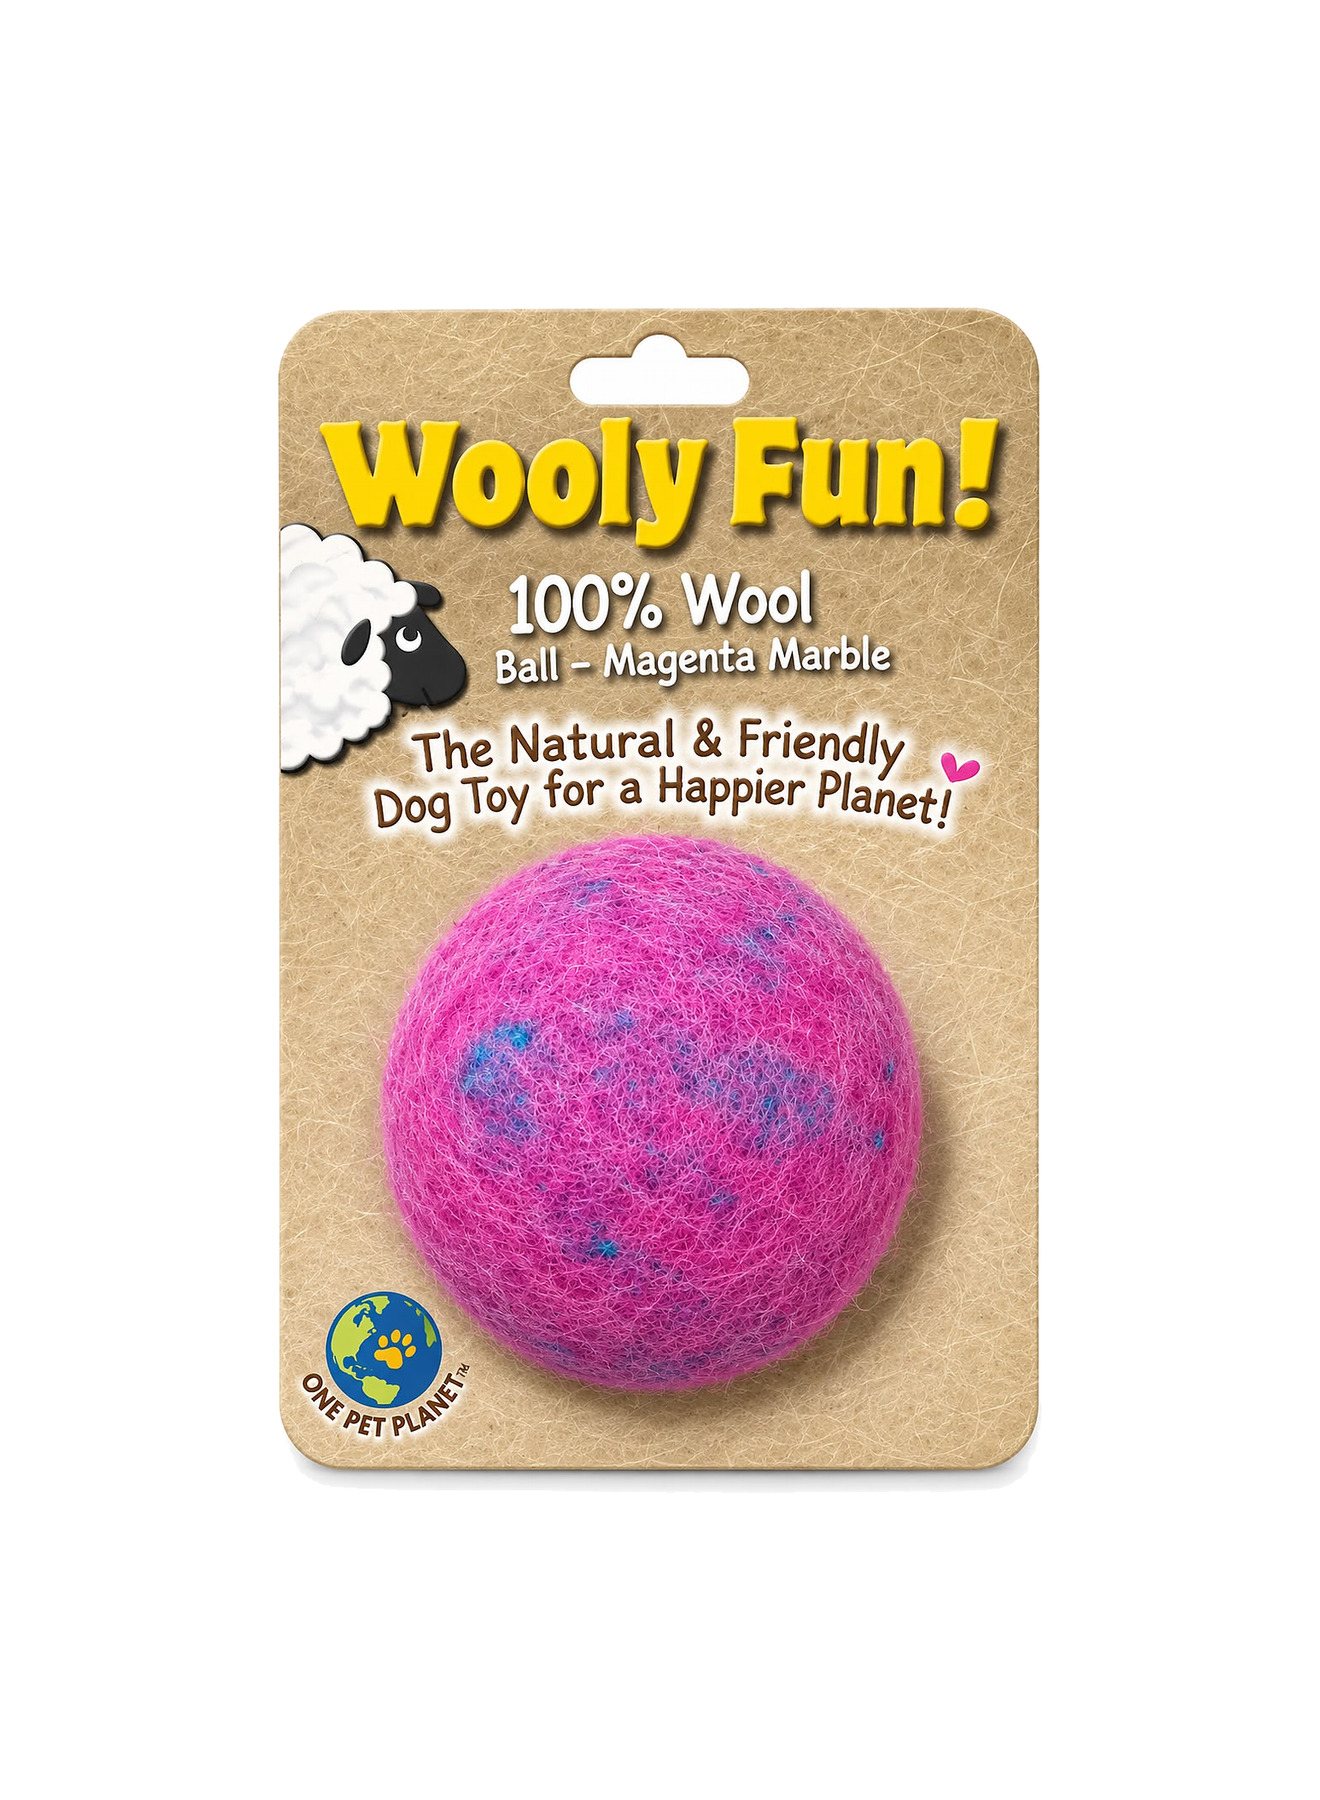 Wooly Fun!
100% Wool
Ball – Magenta Marble
The Natural & Friendly
Dog Toy for a Happier Planet!
ONE PET PLANET™